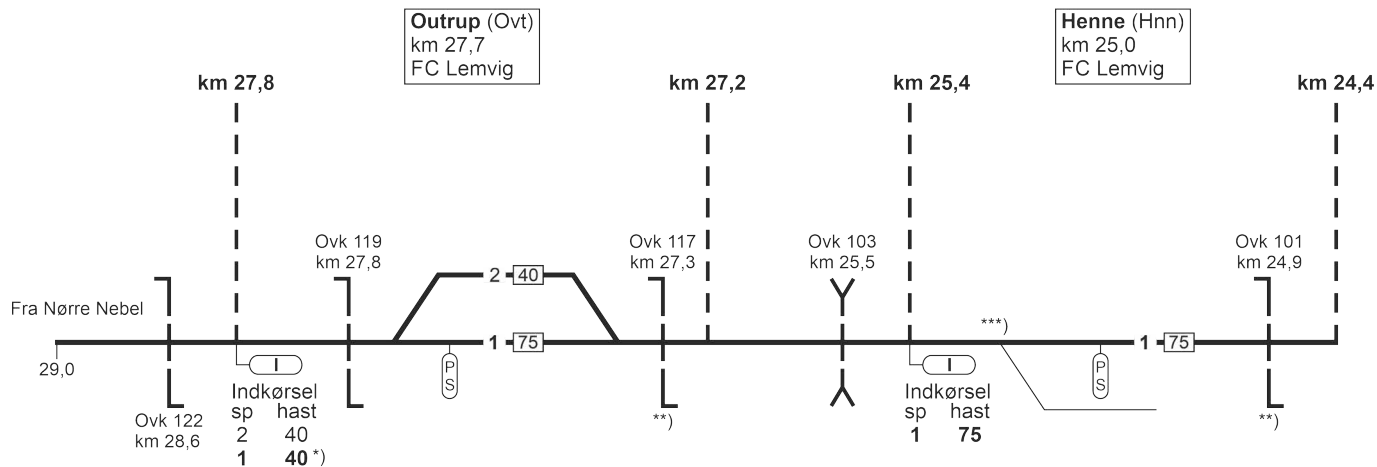 Outrup (Ovt)
km 27,7
FC Lemvig
Henne (Hnn)
km 25,0
FC Lemvig
km 27,8
km 27,2
km 25,4
km 24,4
Ovk 119
km 27,8
Ovk 117
km 27,3
Ovk 103
km 25,5
Ovk 101
km 24,9
2 40
Fra Nørre Nebel
***)
1 75
1 75
29,0
I
P
S
I
P
S
Indkørsel
sp hast
2 40
1 40 *)
Ovk 122
km 28,6
**)
Indkørsel
sp hast
1 75
**)